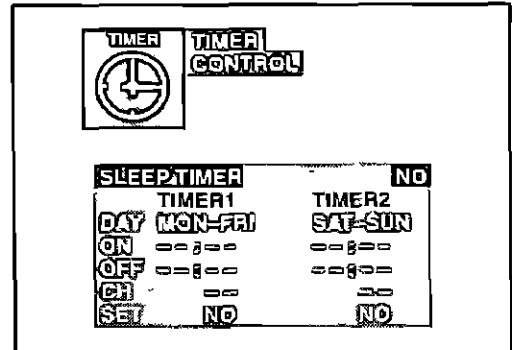 TIMER
TIMER
CONTROL
SLEEP TIMER NO
TIMER1 TIMER2
DAY MON-FRI SAT-SUN
ON --:-- --:--
OFF --:-- --:--
CH -- --
SET NO NO